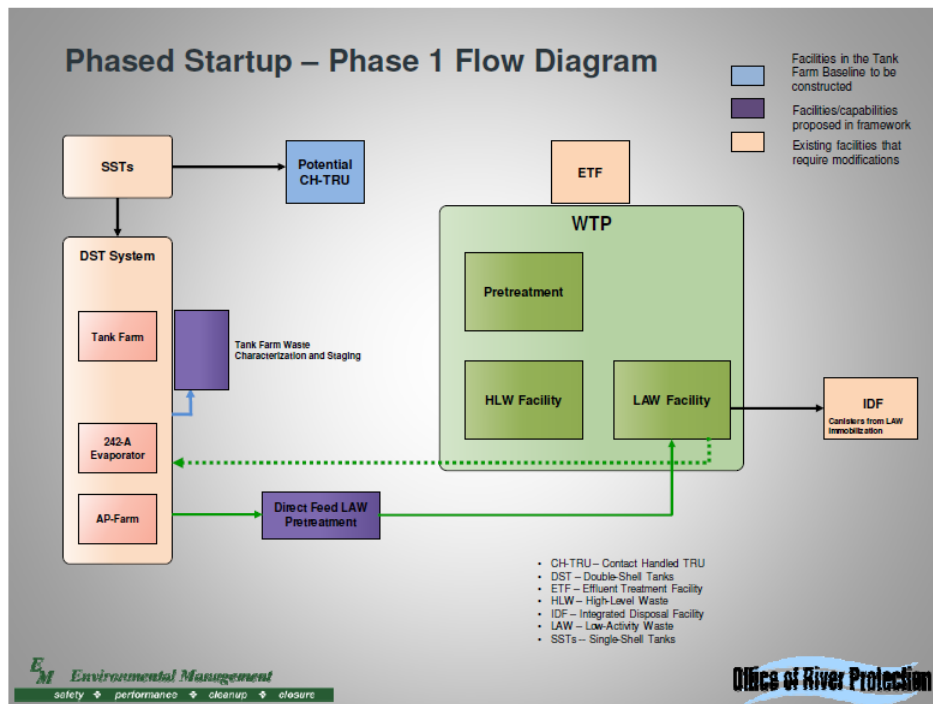 Phased Startup – Phase 1 Flow Diagram
Facilities in the Tank
Farm Baseline to be
constructed
Facilities/capabilities
proposed in framework
Existing facilities that
require modifications
SSTs
Potential
CH-TRU
ETF
WTP
DST System
Pretreatment
Tank Farm
Tank Farm Waste
Characterization and Staging
HLW Facility
LAW Facility
IDF
Canisters from LAW
Immobilization
242-A
Evaporator
AP-Farm
Direct Feed LAW
Pretreatment
• CH-TRU – Contact Handled TRU
• DST – Double-Shell Tanks
• ETF – Effluent Treatment Facility
• HLW – High-Level Waste
• IDF – Integrated Disposal Facility
• LAW – Low-Activity Waste
• SSTs – Single-Shell Tanks
EM Environmental Management
safety ❖ performance ❖ cleanup ❖ closure
Office of River Protection